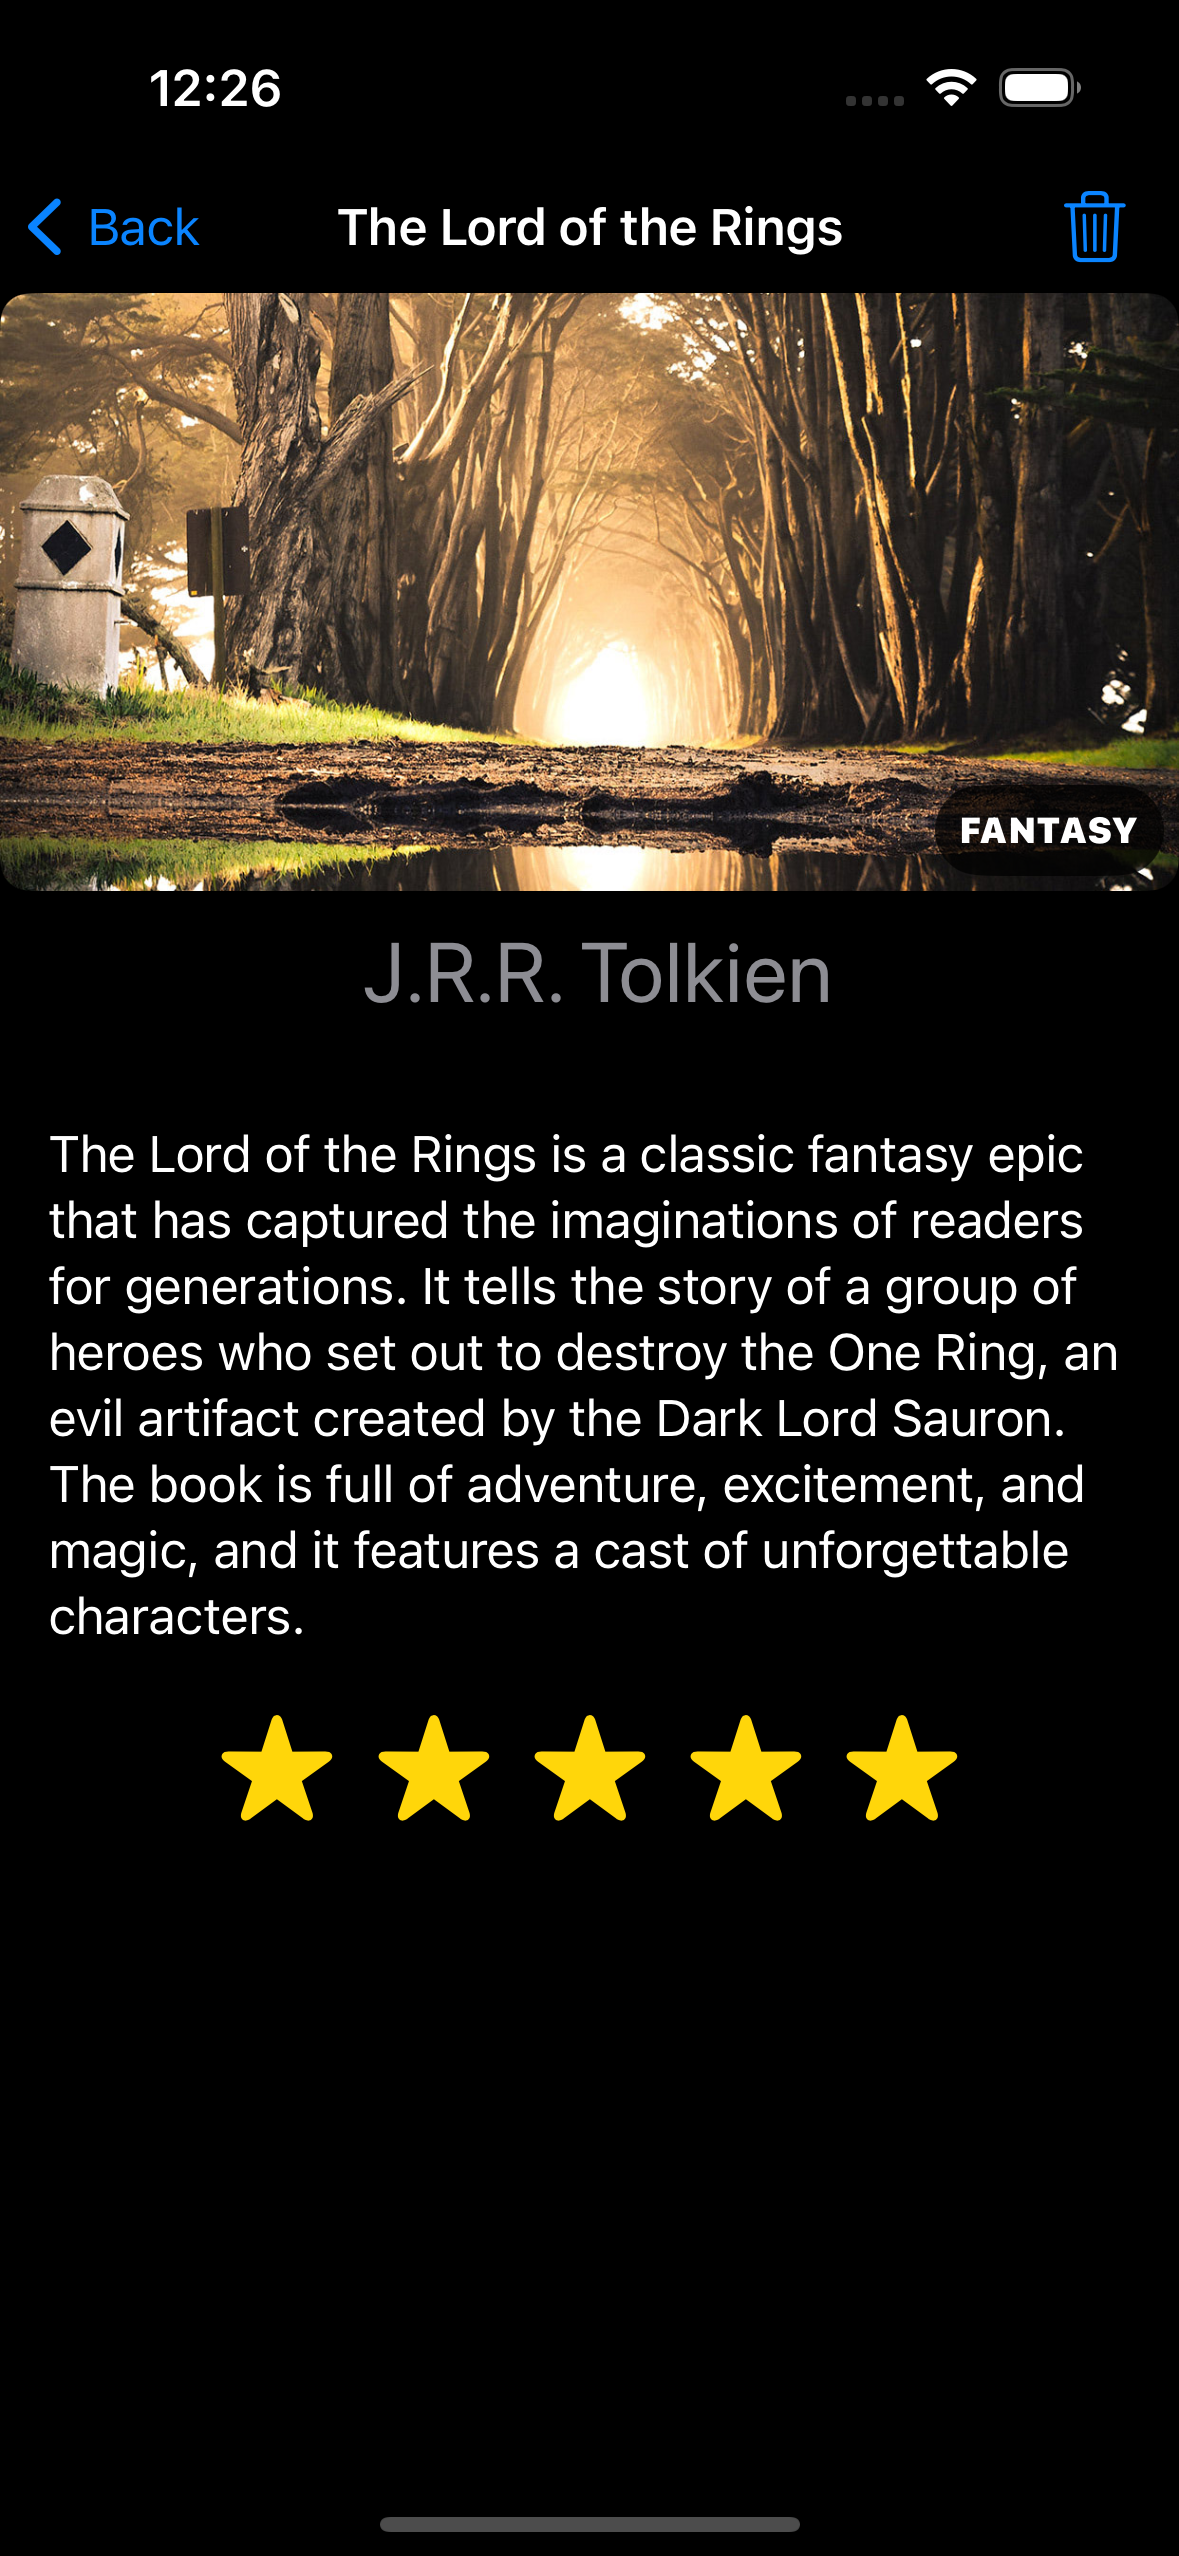 12:26
Back
The Lord of the Rings
FANTASY
J.R.R. Tolkien
The Lord of the Rings is a classic fantasy epic
that has captured the imaginations of readers
for generations. It tells the story of a group of
heroes who set out to destroy the One Ring, an
evil artifact created by the Dark Lord Sauron.
The book is full of adventure, excitement, and
magic, and it features a cast of unforgettable
characters.